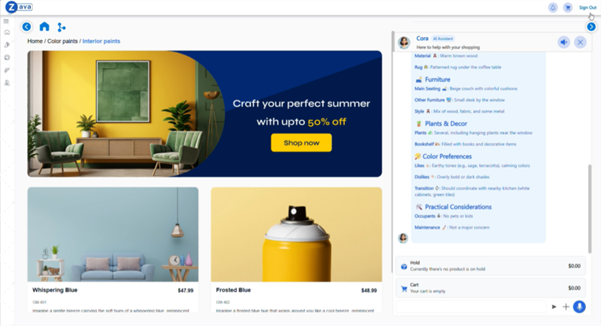 Zava
Sign Out
Home / Color paints / Interior paints
Craft your perfect summer
with upto 50% off
Shop now
Whispering Blue
$47.99
Frosted Blue
$48.99
Cora
AI Assistant
Here to help with your shopping
Material : Warm brown wood
Rug : Patterned rug under the coffee table
Furniture
Main Seating : Beige couch with colorful cushions
Other Furniture : Small desk by the window
Style : Mix of wood, fabric, and some metal
Plants & Decor
Plants : Several, including hanging plants near the window
Bookshelf : Filled with books and decorative items
Color Preferences
Likes : Earthy tones (e.g., sage, terracotta), calming colors
Dislikes : Overly bold or dark shades
Transition : Should coordinate with nearby kitchen (white
cabinets, green tiles)
Practical Considerations
Occupants : No pets or kids
Maintenance : Not a major concern
Hold
Currently there's no product is on hold
$0.00
Cart
Your cart is empty
$0.00